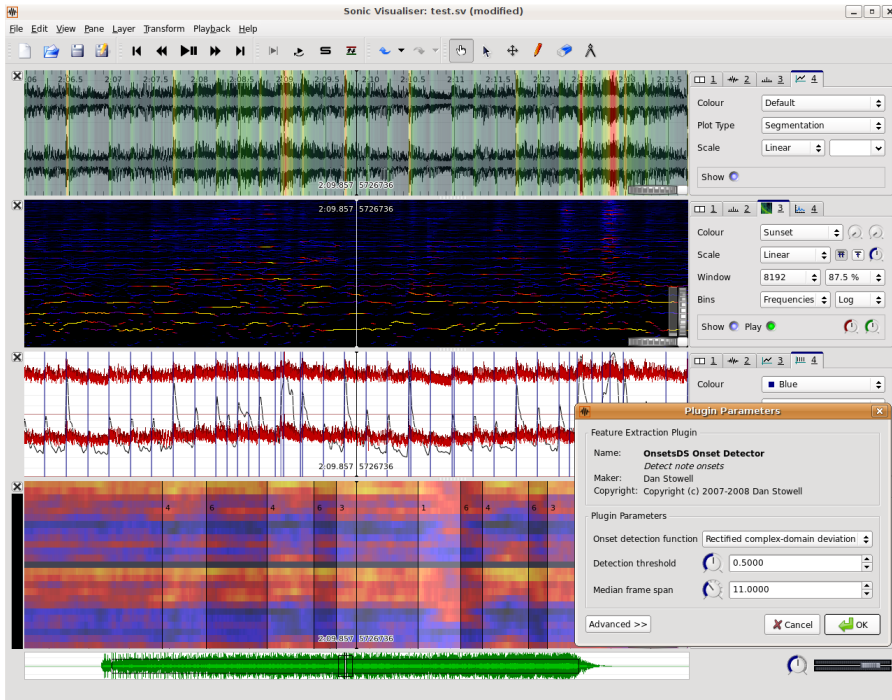 Sonic Visualiser: test.sv (modified)
File Edit View Pane Layer Transform Playback Help
2:06.5 2:07 2:07.5 2:08 2:08.5 2:09 2:09.5 2:10 2:10.5 2:11 2:11.5 2:12 2:13.5
2:09.857 5726736
1 2 3 4
Colour Default
Plot Type Segmentation
Scale Linear
Show
2:09.857 5726736
1 2 3 4
Colour Sunset
Scale Linear
Window 8192 87.5 %
Bins Frequencies Log
Show Play
2:09.857 5726736
1 2 3 4
Colour Blue
4 6 4 6 3 1 6 4 6 3
2:09.857 5726736
Plugin Parameters
Feature Extraction Plugin
Name: OnsetsDS Onset Detector
Detect note onsets
Maker: Dan Stowell
Copyright: Copyright (c) 2007-2008 Dan Stowell
Plugin Parameters
Onset detection function Rectified complex-domain deviation
Detection threshold 0.5000
Median frame span 11.0000
Advanced >> Cancel OK